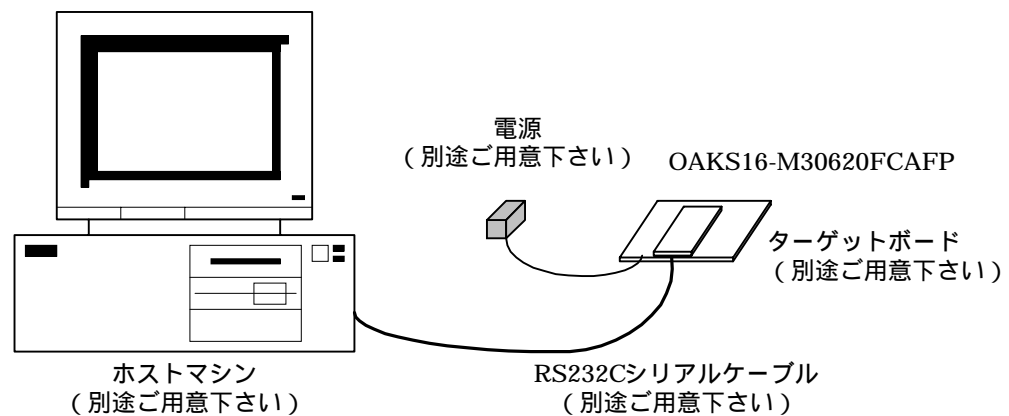 電源
(別途ご用意下さい)
OAKS16-M30620FCAFP
ターゲットボード
(別途ご用意下さい)
ホストマシン
(別途ご用意下さい)
RS232Cシリアルケーブル
(別途ご用意下さい)